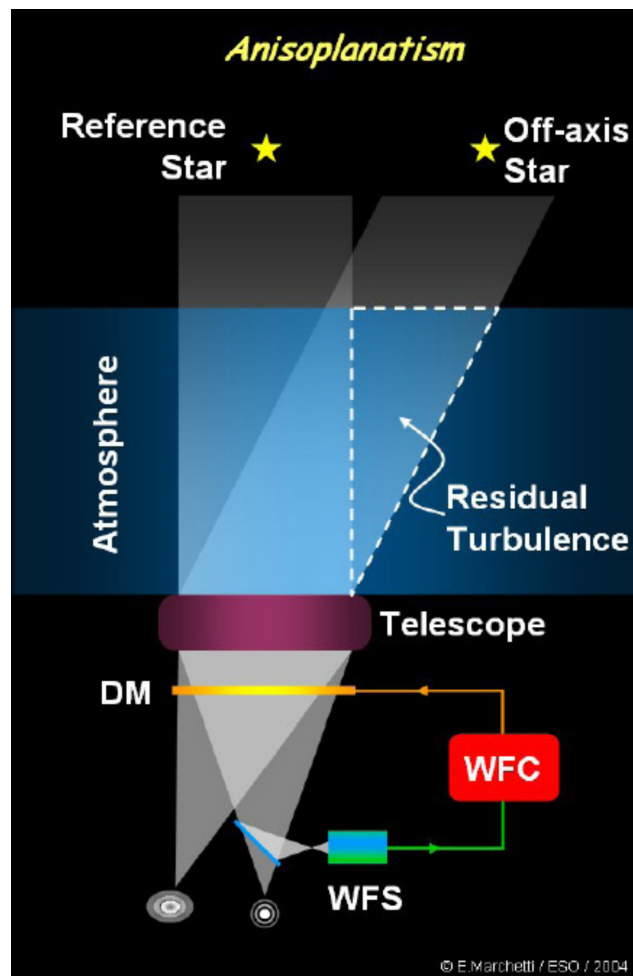 Anisoplanatism
Reference
Star
Off-axis
Star
Atmosphere
Residual
Turbulence
Telescope
DM
WFC
WFS
© E.Marchetti / ESO / 2004